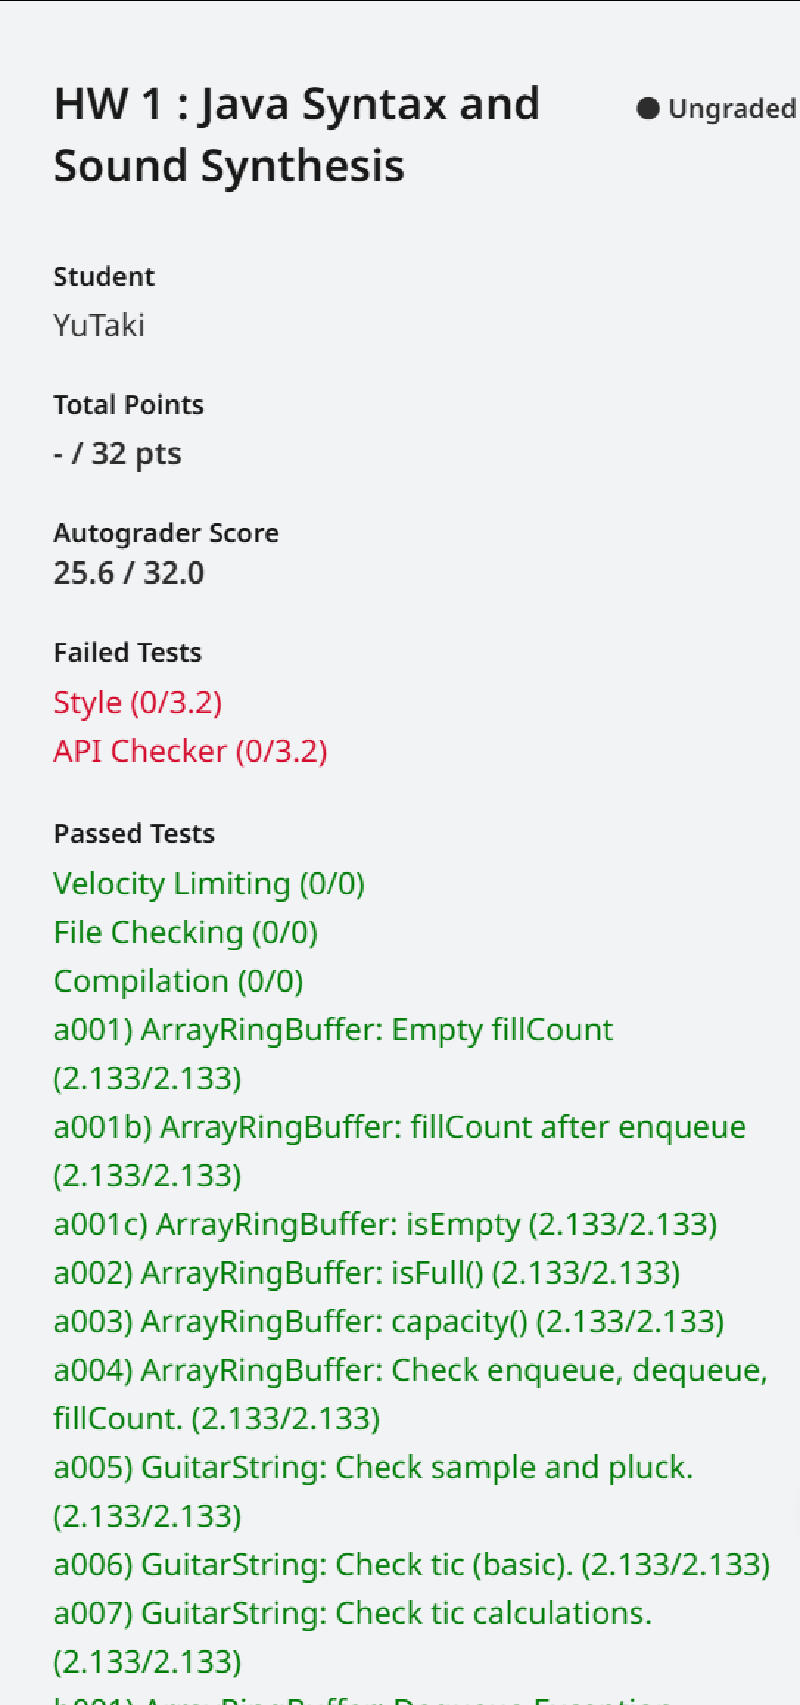 HW 1 : Java Syntax and
Sound Synthesis
Ungraded
Student
YuTaki
Total Points
- / 32 pts
Autograder Score
25.6 / 32.0
Failed Tests
Style (0/3.2)
API Checker (0/3.2)
Passed Tests
Velocity Limiting (0/0)
File Checking (0/0)
Compilation (0/0)
a001) ArrayRingBuffer: Empty fillCount
(2.133/2.133)
a001b) ArrayRingBuffer: fillCount after enqueue
(2.133/2.133)
a001c) ArrayRingBuffer: isEmpty (2.133/2.133)
a002) ArrayRingBuffer: isFull() (2.133/2.133)
a003) ArrayRingBuffer: capacity() (2.133/2.133)
a004) ArrayRingBuffer: Check enqueue, dequeue,
fillCount. (2.133/2.133)
a005) GuitarString: Check sample and pluck.
(2.133/2.133)
a006) GuitarString: Check tic (basic). (2.133/2.133)
a007) GuitarString: Check tic calculations.
(2.133/2.133)
b001) ArrayRingBuffer: Dequeue Exception